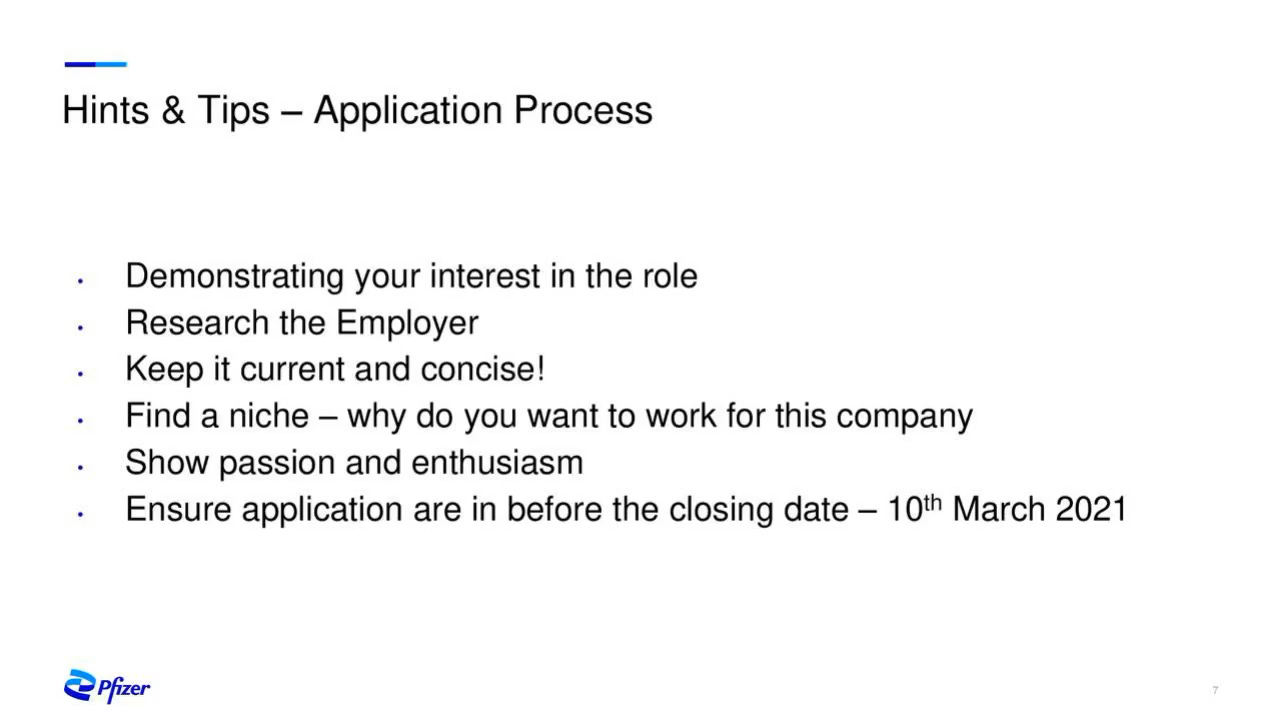 Hints & Tips – Application Process
• Demonstrating your interest in the role
• Research the Employer
• Keep it current and concise!
• Find a niche – why do you want to work for this company
• Show passion and enthusiasm
• Ensure application are in before the closing date – 10th March 2021
Pfizer
7